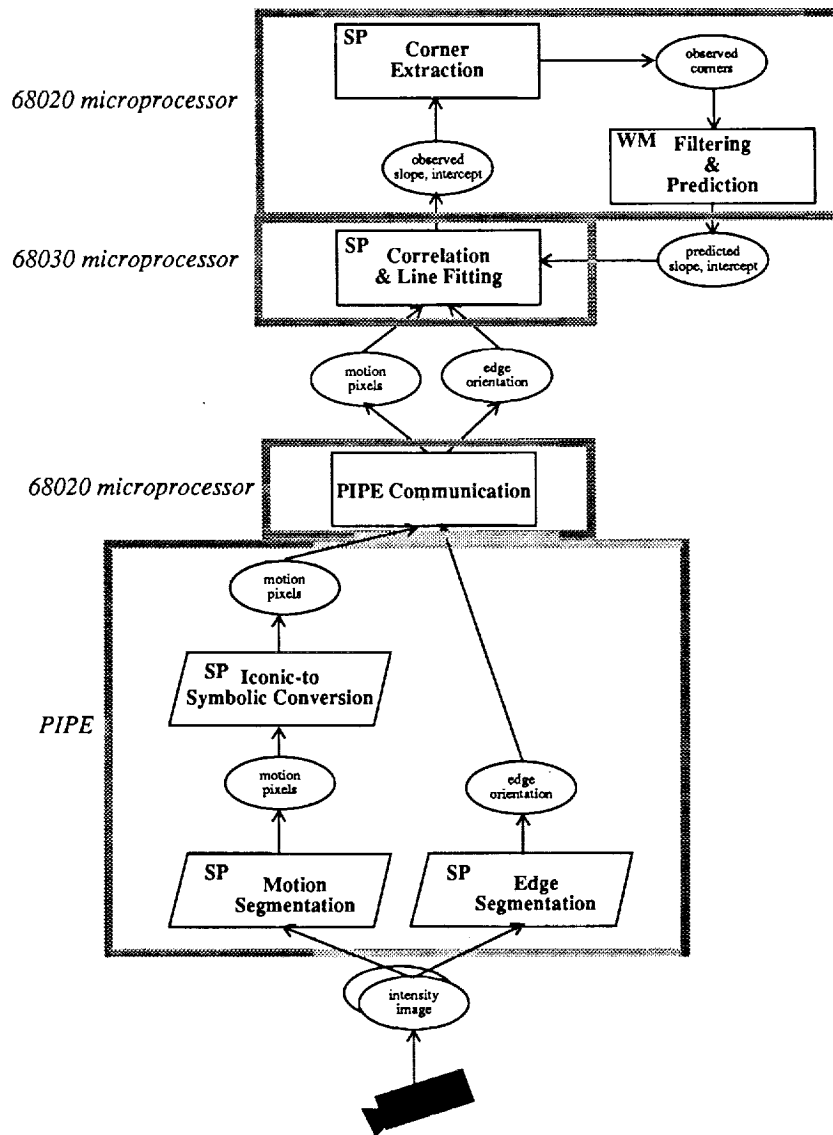 SP
Corner
Extraction
observed
corners
68020 microprocessor
observed
slope, intercept
WM
Filtering
&
Prediction
68030 microprocessor
SP
Correlation
& Line Fitting
predicted
slope, intercept
motion
pixels
edge
orientation
68020 microprocessor
PIPE Communication
motion
pixels
SP
Iconic-to
Symbolic Conversion
PIPE
motion
pixels
edge
orientation
SP
Motion
Segmentation
SP
Edge
Segmentation
intensity
image